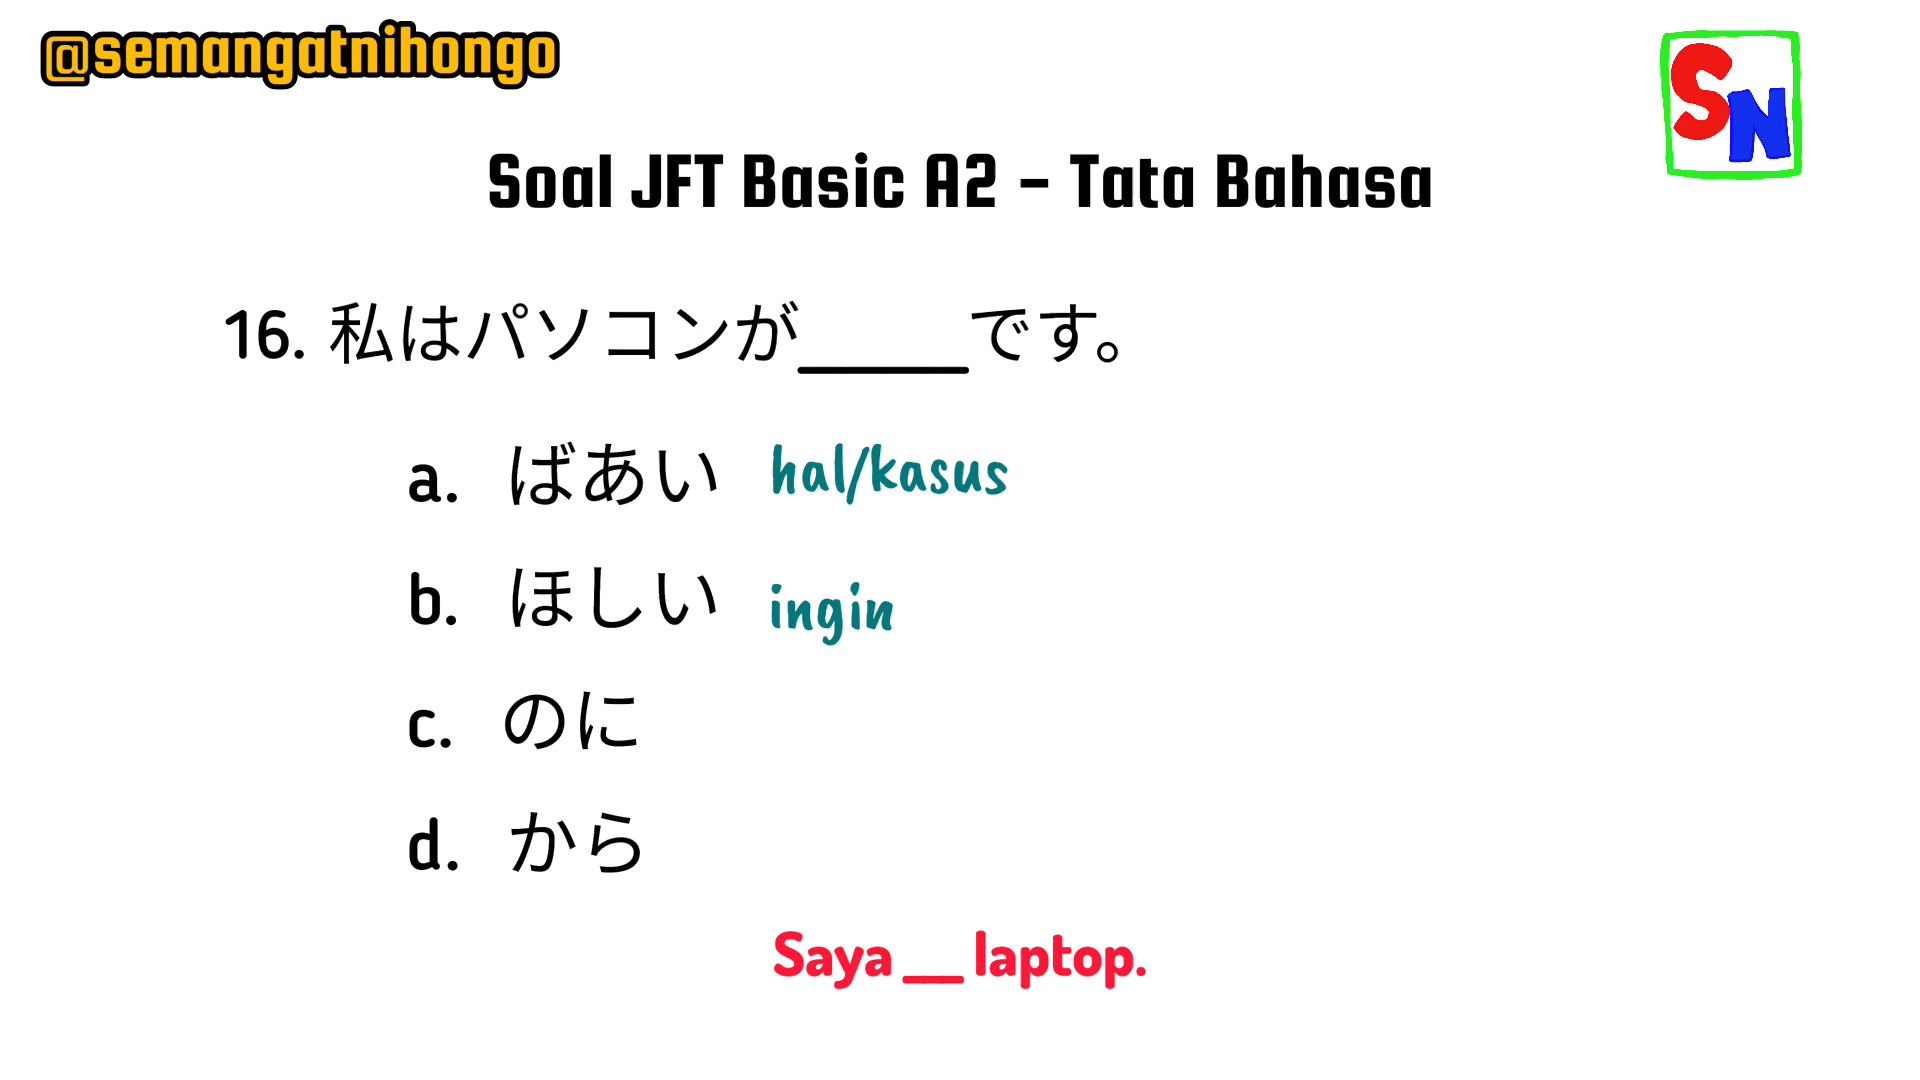 @semangatnihongo
SN
Soal JFT Basic A2 - Tata Bahasa
16. 私はパソコンが_____です。
a. ばあい hal/kasus
b. ほしい ingin
c. のに
d. から
Saya __ laptop.